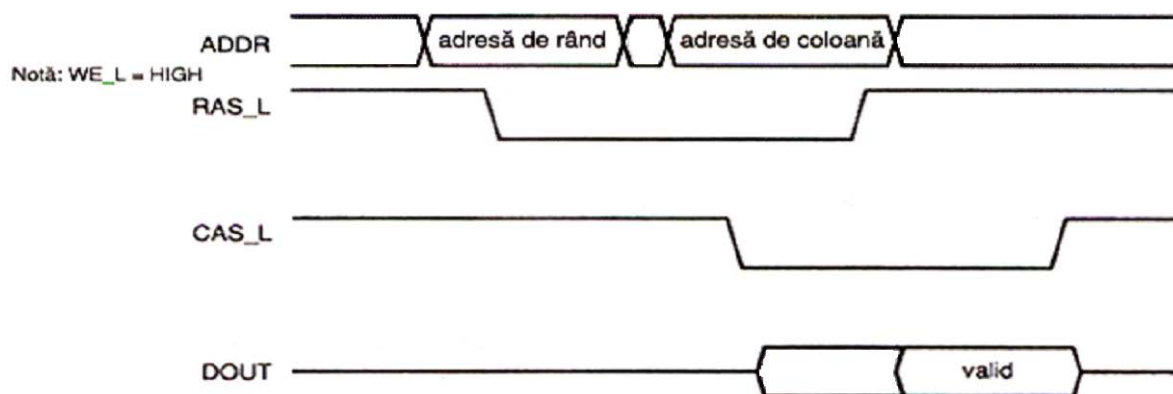 ADDR
adresă de rând
adresă de coloană
Notă: WE_L = HIGH
RAS_L
CAS_L
DOUT
valid